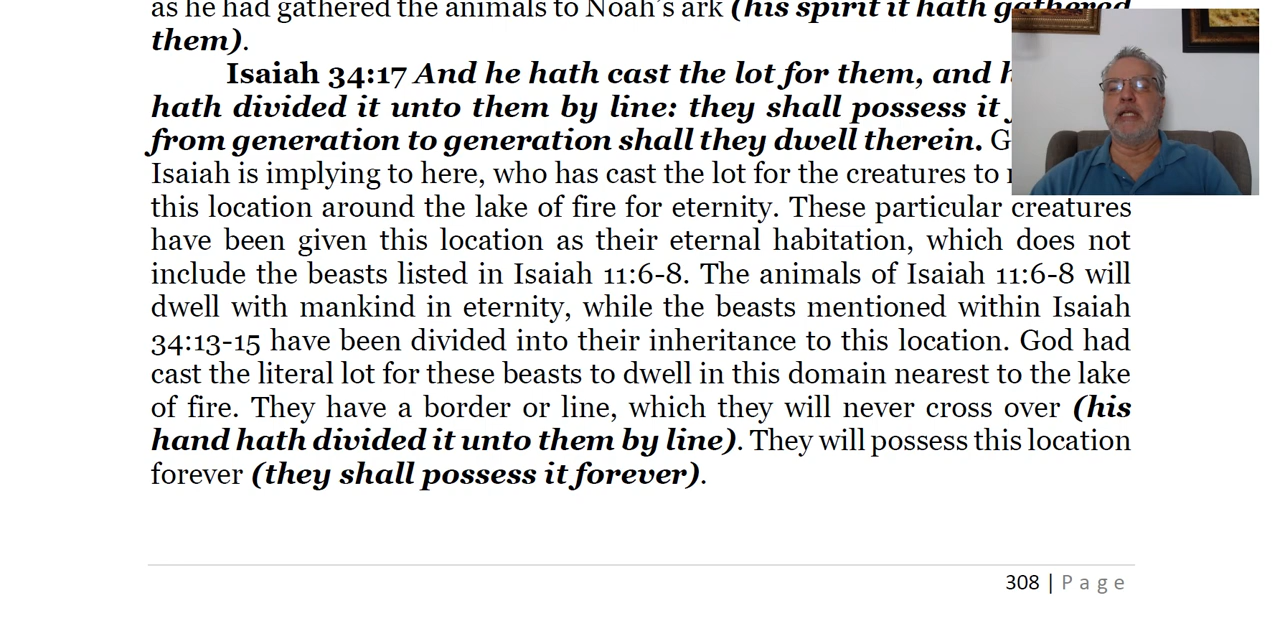 as he had gathered the animals to Noah's ark (his spirit it hath gathered
them).
Isaiah 34:17 And he hath cast the lot for them, and
hath divided it unto them by line: they shall possess it
from generation to generation shall they dwell therein.
Isaiah is implying to here, who has cast the lot for the creatures to
this location around the lake of fire for eternity. These particular creatures
have been given this location as their eternal habitation, which does not
include the beasts listed in Isaiah 11:6-8. The animals of Isaiah 11:6-8 will
dwell with mankind in eternity, while the beasts mentioned within Isaiah
34:13-15 have been divided into their inheritance to this location. God had
cast the literal lot for these beasts to dwell in this domain nearest to the lake
of fire. They have a border or line, which they will never cross over (his
hand hath divided it unto them by line). They will possess this location
forever (they shall possess it forever).
308 | Page